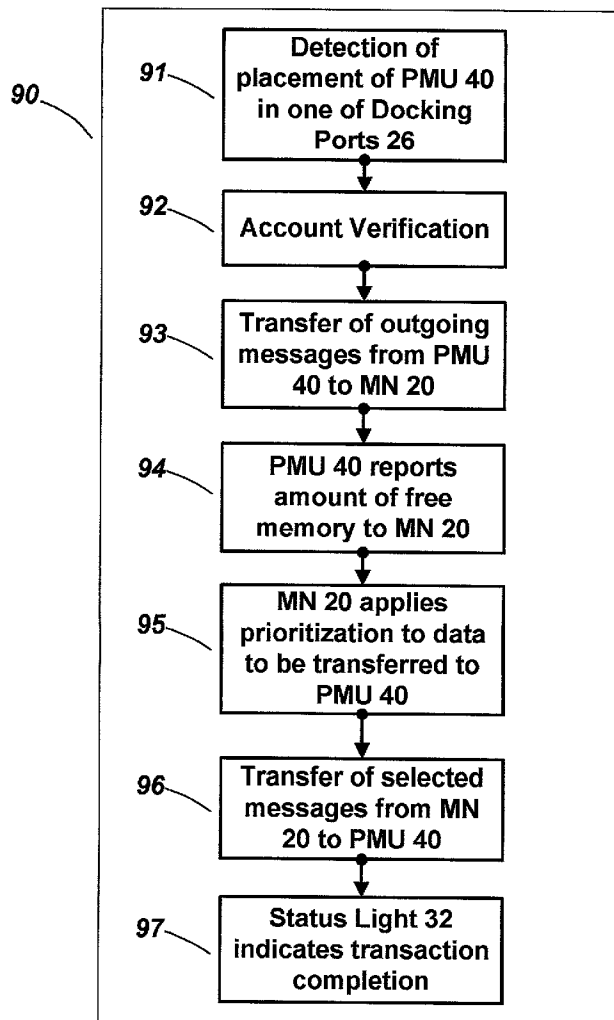 90
91
Detection of
placement of PMU 40
in one of Docking
Ports 26
92
Account Verification
93
Transfer of outgoing
messages from PMU
40 to MN 20
94
PMU 40 reports
amount of free
memory to MN 20
95
MN 20 applies
prioritization to data
to be transferred to
PMU 40
96
Transfer of selected
messages from MN
20 to PMU 40
97
Status Light 32
indicates transaction
completion